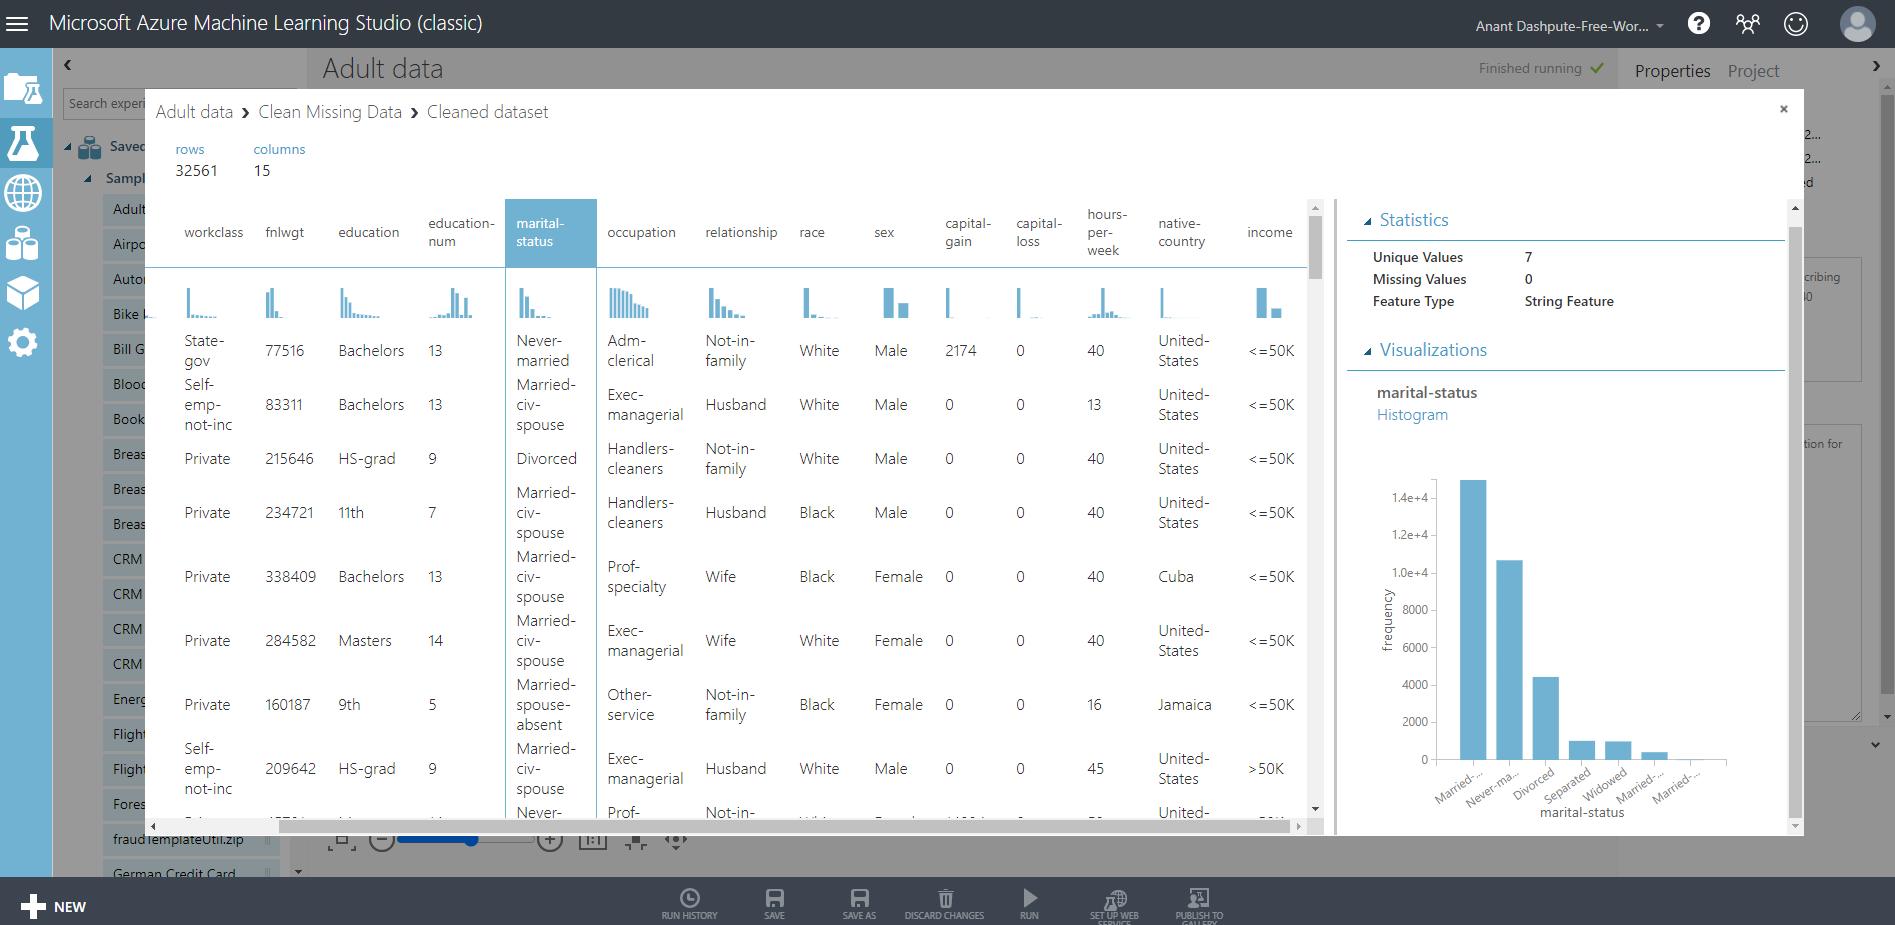 Microsoft Azure Machine Learning Studio (classic)
Anant Dashpute-Free-Wor...
Adult data
Finished running
Properties Project
Search experi
Adult data > Clean Missing Data > Cleaned dataset
rows columns
32561 15
Saved
Sampl
Adult
Airpo
Autor
Bike
Bill G
Blood
Book
Breas
Breas
Breas
CRM
CRM
CRM
CRM
Energ
Flight
Flight
Fores
fraudTemplateUtil.zip
German Credit Card
workclass fnlwgt education education-num marital-status occupation relationship race sex capital-gain capital-loss hours-per-week native-country income
State-gov 77516 Bachelors 13 Never-married Adm-clerical Not-in-family White Male 2174 0 40 United-States <=50K
Self-emp-not-inc 83311 Bachelors 13 Married-civ-spouse Exec-managerial Husband White Male 0 0 13 United-States <=50K
Private 215646 HS-grad 9 Divorced Handlers-cleaners Not-in-family White Male 0 0 40 United-States <=50K
Private 234721 11th 7 Married-civ-spouse Handlers-cleaners Husband Black Male 0 0 40 United-States <=50K
Private 338409 Bachelors 13 Married-civ-spouse Prof-specialty Wife Black Female 0 0 40 Cuba <=50K
Private 284582 Masters 14 Married-civ-spouse Exec-managerial Wife White Female 0 0 40 United-States <=50K
Private 160187 9th 5 Married-spouse-absent Other-service Not-in-family Black Female 0 0 16 Jamaica <=50K
Self-emp-not-inc 209642 HS-grad 9 Married-civ-spouse Exec-managerial Husband White Male 0 0 45 United-States >50K
Never- Prof- Not-in- United-
Statistics
Unique Values 7
Missing Values 0
Feature Type String Feature
Visualizations
marital-status
Histogram
frequency
1.4e+4
1.2e+4
1.0e+4
8000
6000
4000
2000
0
Married-...
Never-ma...
Divorced
Separated
Widowed
Married-...
Married-...
marital-status
2...
2...
ed
cribing
40
tion for
1:1
NEW
RUN HISTORY
SAVE
SAVE AS
DISCARD CHANGES
RUN
SET UP WEB
SERVICE
PUBLISH TO
GALLERY